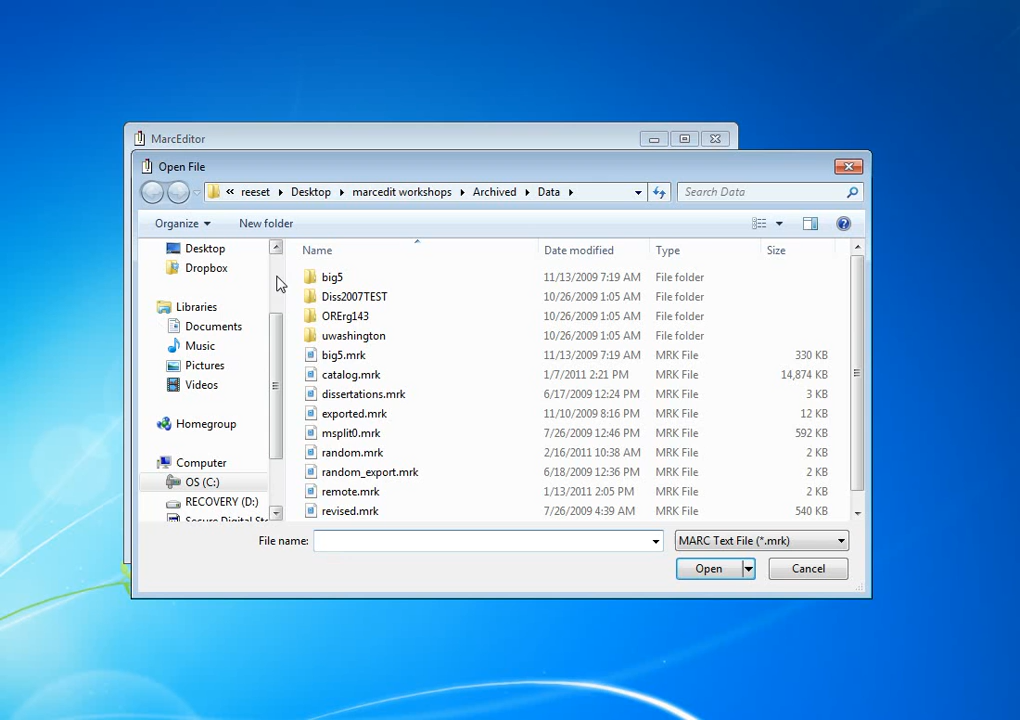 MarcEditor
Open File
« reeset Desktop marcedit workshops Archived Data Search Data
Organize New folder
Desktop
Dropbox
Libraries
Documents
Music
Pictures
Videos
Homegroup
Computer
OS (C:)
RECOVERY (D:)
Secure Digital Sto
Name Date modified Type Size
big5 11/13/2009 7:19 AM File folder
Diss2007TEST 10/26/2009 1:05 AM File folder
ORErg143 10/26/2009 1:05 AM File folder
uwashington 10/26/2009 1:05 AM File folder
big5.mrk 11/13/2009 7:19 AM MRK File 330 KB
catalog.mrk 1/7/2011 2:21 PM MRK File 14,874 KB
dissertations.mrk 6/17/2009 12:24 PM MRK File 3 KB
exported.mrk 11/10/2009 8:16 PM MRK File 12 KB
msplit0.mrk 7/26/2009 12:46 PM MRK File 592 KB
random.mrk 2/16/2011 10:38 AM MRK File 2 KB
random_export.mrk 6/18/2009 12:36 PM MRK File 2 KB
remote.mrk 1/13/2011 2:05 PM MRK File 2 KB
revised.mrk 7/26/2009 4:39 AM MRK File 540 KB
File name: MARC Text File (*.mrk)
Open Cancel